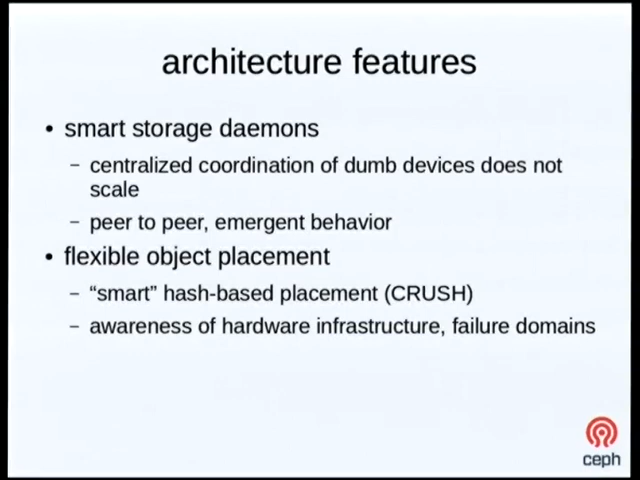 architecture features
• smart storage daemons
– centralized coordination of dumb devices does not
scale
– peer to peer, emergent behavior
• flexible object placement
– “smart” hash-based placement (CRUSH)
– awareness of hardware infrastructure, failure domains
ceph